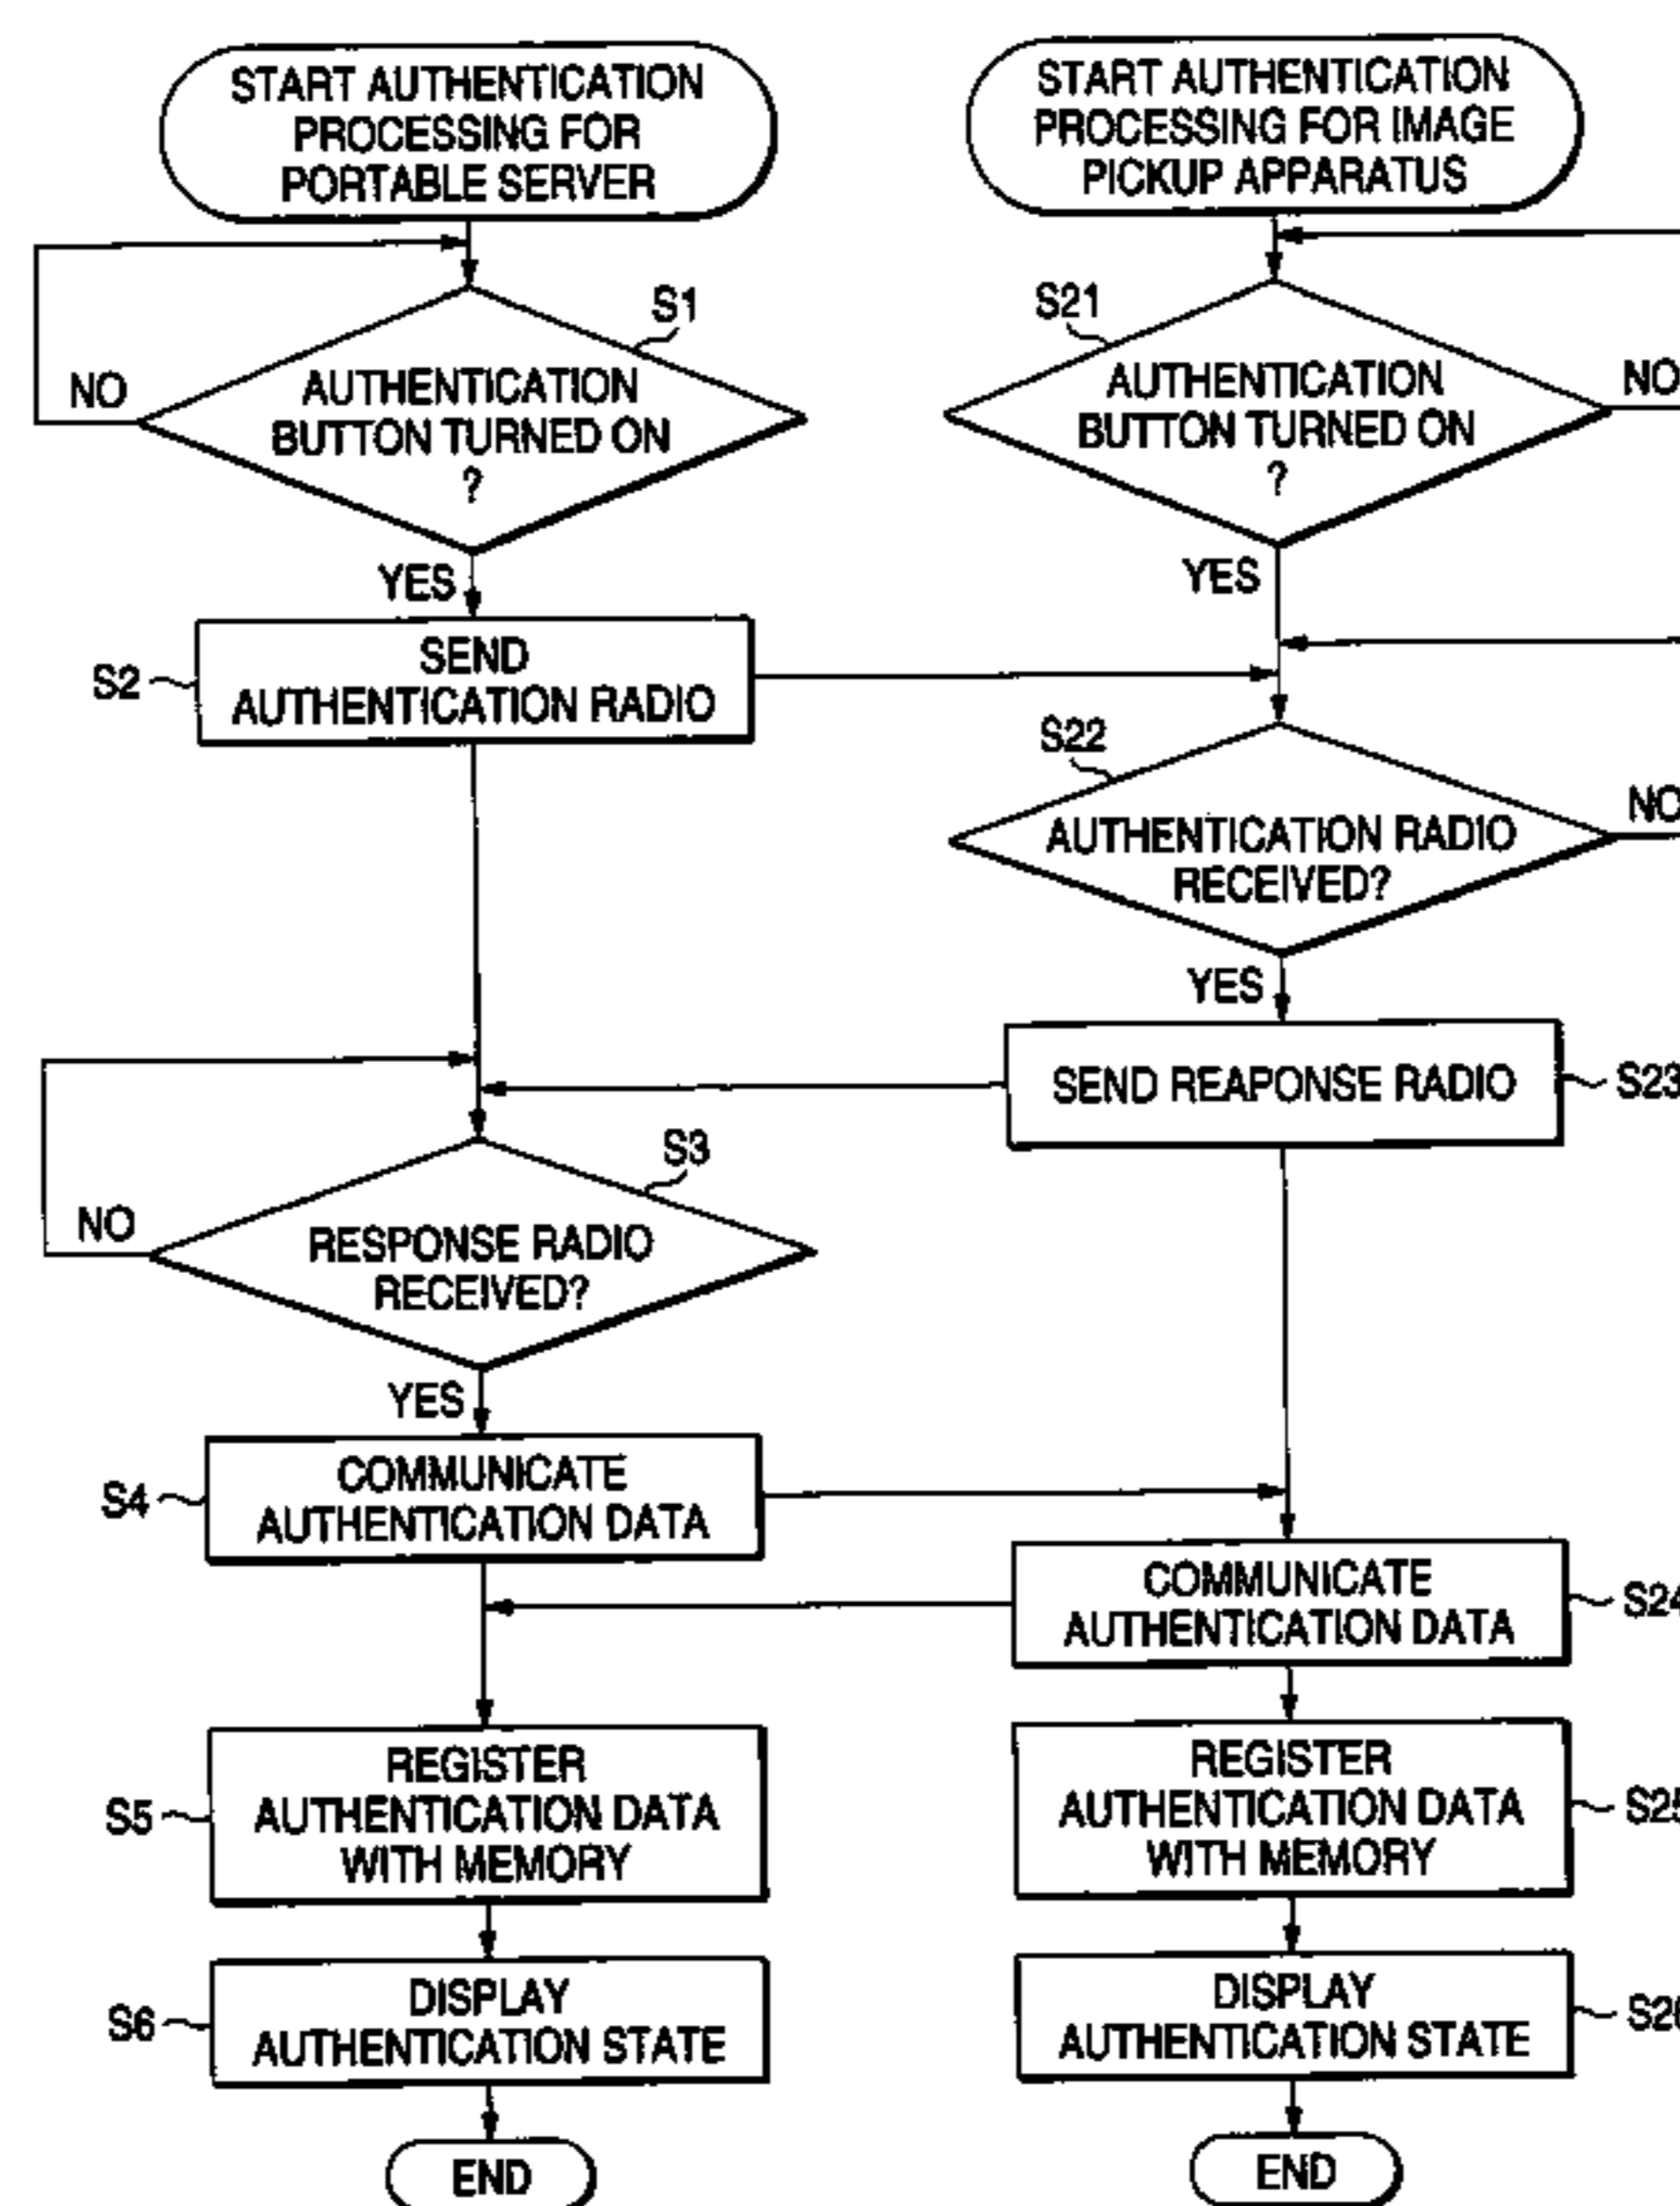 START AUTHENTICATION
PROCESSING FOR
PORTABLE SERVER
S1
NO
AUTHENTICATION
BUTTON TURNED ON
?
YES
S2
SEND
AUTHENTICATION RADIO
S3
NO
RESPONSE RADIO
RECEIVED?
YES
S4
COMMUNICATE
AUTHENTICATION DATA
S5
REGISTER
AUTHENTICATION DATA
WITH MEMORY
S6
DISPLAY
AUTHENTICATION STATE
END
START AUTHENTICATION
PROCESSING FOR IMAGE
PICKUP APPARATUS
S21
NO
AUTHENTICATION
BUTTON TURNED ON
?
YES
S22
NO
AUTHENTICATION RADIO
RECEIVED?
YES
SEND REAPONSE RADIO
S23
COMMUNICATE
AUTHENTICATION DATA
S24
REGISTER
AUTHENTICATION DATA
WITH MEMORY
S25
DISPLAY
AUTHENTICATION STATE
S26
END